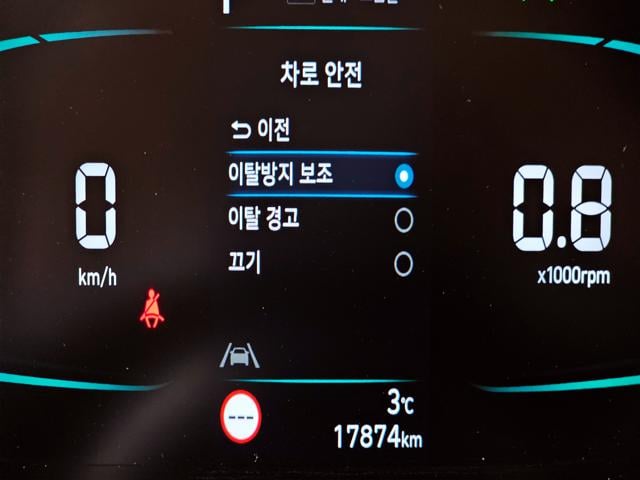 차로 안전
이전
이탈방지 보조
이탈 경고
끄기
0
km/h
0.8
x1000rpm
---
3℃
17874km